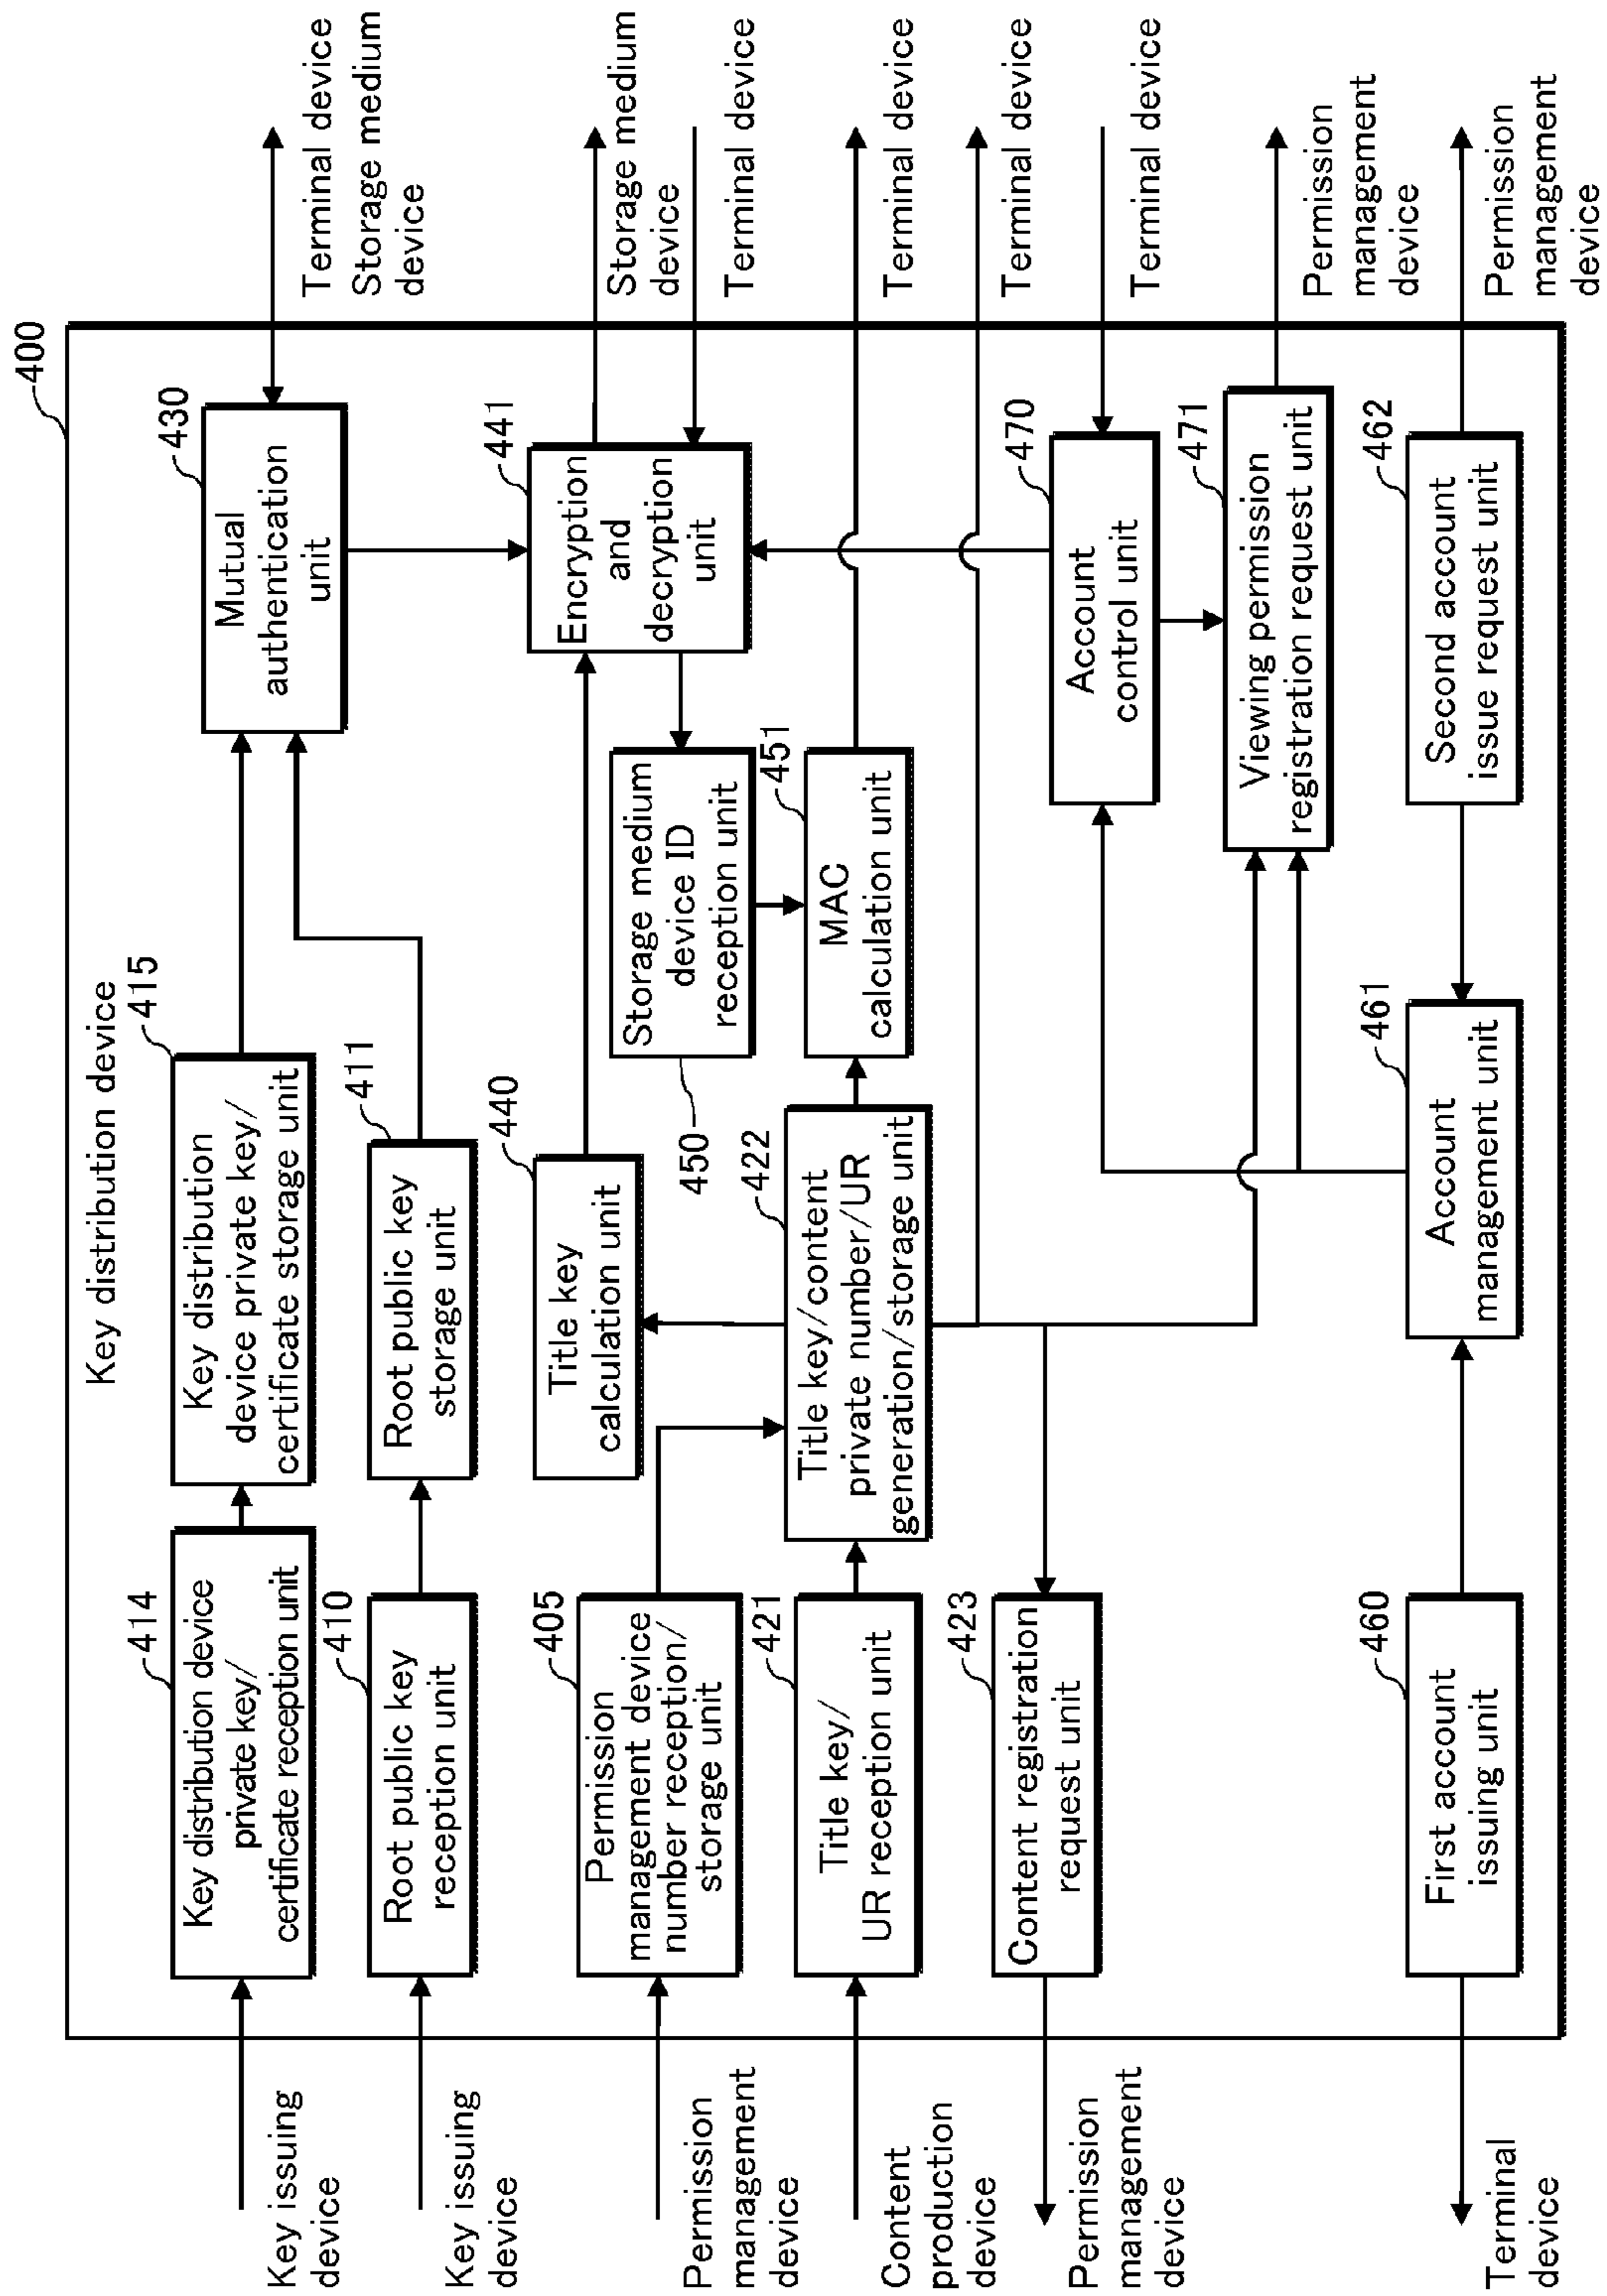 400
Key distribution device
Key issuing
device
414
Key distribution device
private key/
certificate reception unit
415
Key distribution
device private key/
certificate storage unit
430
Mutual
authentication
unit
Terminal device
Storage medium
device
Key issuing
device
410
Root public key
reception unit
411
Root public key
storage unit
440
Title key
calculation unit
441
Encryption
and
decryption
unit
Storage medium
device
Terminal device
Permission
management
device
405
Permission
management device
number reception/
storage unit
450
Storage medium
device ID
reception unit
Content
production
device
421
Title key/
UR reception unit
422
Title key/content
private number/UR
generation/storage unit
451
MAC
calculation unit
Terminal device
Terminal device
Permission
management
device
423
Content registration
request unit
470
Account
control unit
Terminal device
471
Viewing permission
registration request unit
Permission
management
device
Terminal
device
460
First account
issuing unit
461
Account
management unit
462
Second account
issue request unit
Permission
management
device